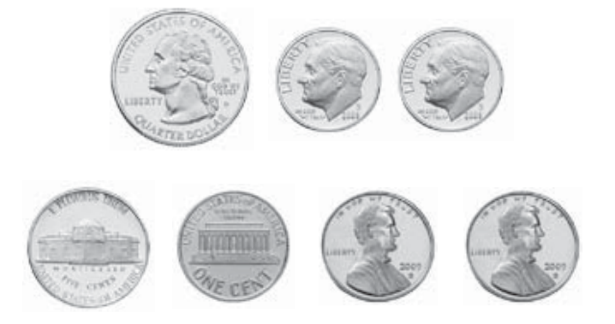 UNITED STATES OF AMERICA
LIBERTY
IN
GOD WE
TRUST
QUARTER DOLLAR
LIBERTY
LIBERTY
E PLURIBUS UNUM
MONTICELLO
FIVE CENTS
UNITED STATES OF AMERICA
UNITED STATES OF AMERICA
ONE CENT
IN GOD WE TRUST
LIBERTY
2005
IN GOD WE TRUST
LIBERTY
2005